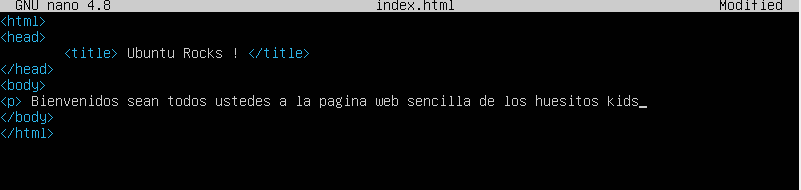 GNU nano 4.8 index.html Modified
<html>
<head>
<title> Ubuntu Rocks ! </title>
</head>
<body>
<p> Bienvenidos sean todos ustedes a la pagina web sencilla de los huesitos kids_
</body>
</html>